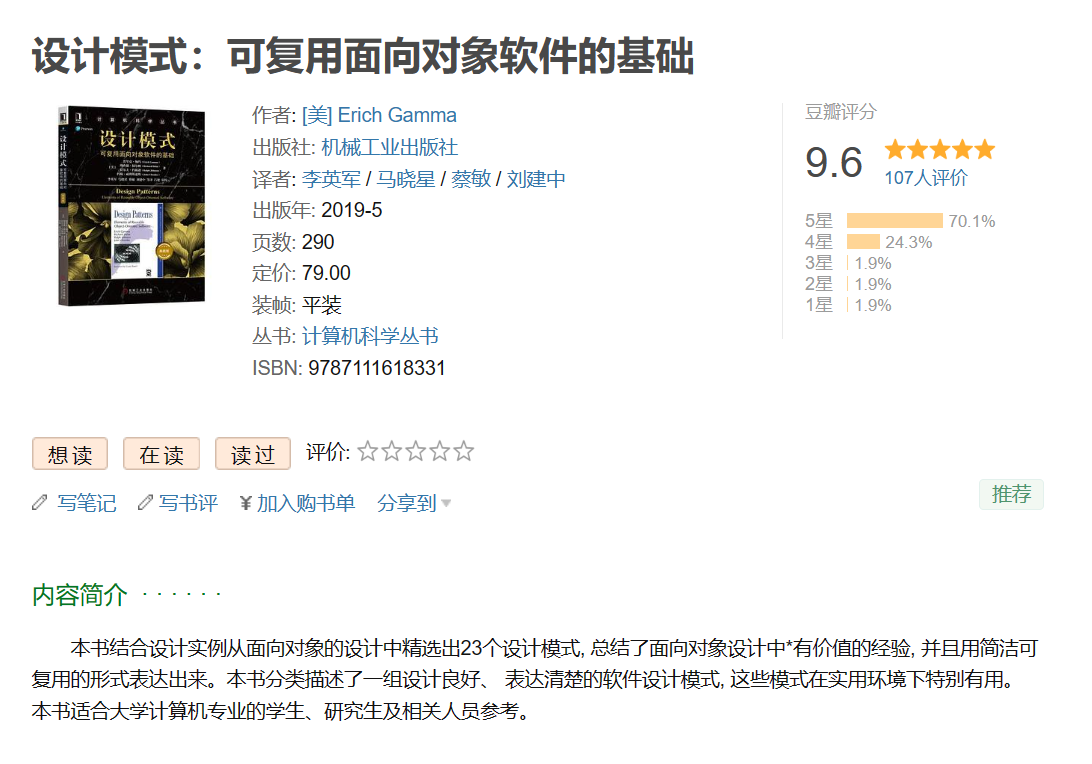 设计模式：可复用面向对象软件的基础
计算机科学丛书
设计模式
可复用面向对象软件的基础
Design Patterns
Elements of Reusable Object-Oriented Software
Design Patterns
作者: [美] Erich Gamma
出版社: 机械工业出版社
译者: 李英军 / 马晓星 / 蔡敏 / 刘建中
出版年: 2019-5
页数: 290
定价: 79.00
装帧: 平装
丛书: 计算机科学丛书
ISBN: 9787111618331
豆瓣评分
9.6
107人评价
5星 70.1%
4星 24.3%
3星 1.9%
2星 1.9%
1星 1.9%
想读 在读 读过 评价:
写笔记 写书评 ¥加入购书单 分享到
推荐
内容简介 · · · · · ·
本书结合设计实例从面向对象的设计中精选出23个设计模式, 总结了面向对象设计中*有价值的经验, 并且用简洁可
复用的形式表达出来。本书分类描述了一组设计良好、 表达清楚的软件设计模式, 这些模式在实用环境下特别有用。
本书适合大学计算机专业的学生、研究生及相关人员参考。